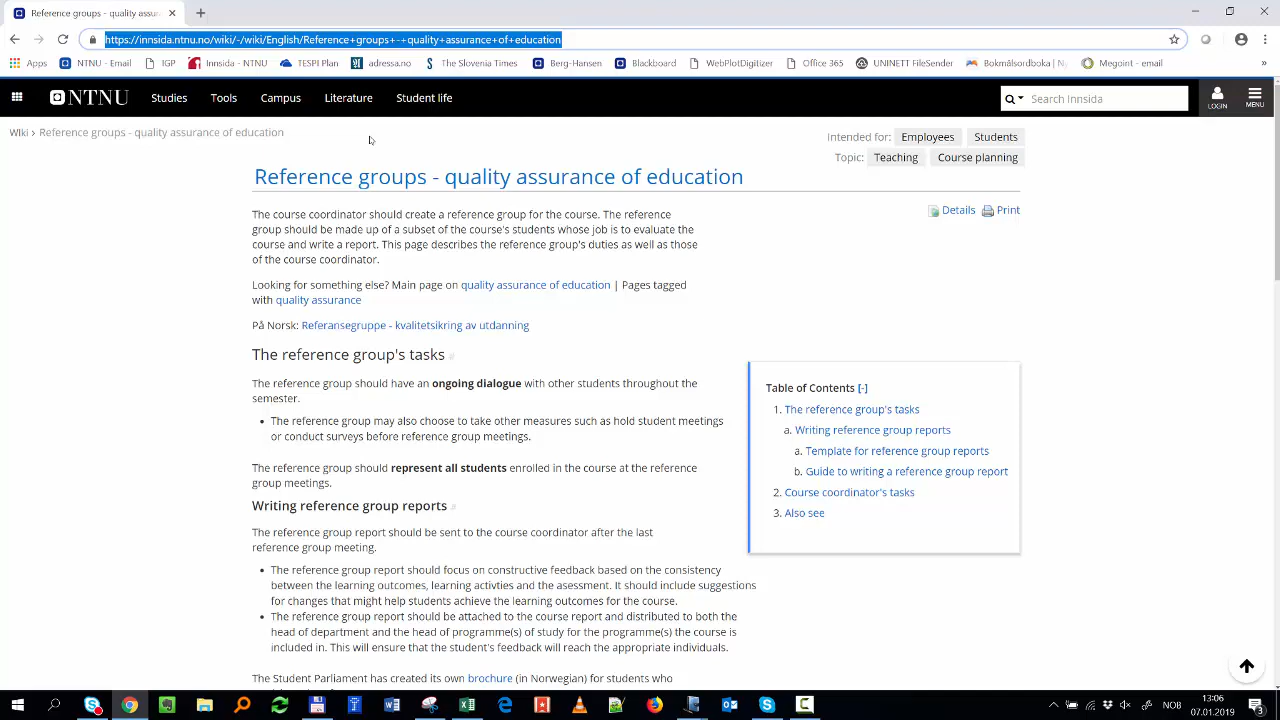 Reference groups - quality assur
https://innsida.ntnu.no/wiki/-/wiki/English/Reference+groups+-+quality+assurance+of+education
Apps
NTNU - Email
IGP
Innsida - NTNU
TESPI Plan
adressa.no
The Slovenia Times
Berg-Hansen
Blackboard
WebPlotDigitizer
Office 365
UNINETT FileSender
Bokmålsordboka | N
Megoint - email
»
NTNU
Studies
Tools
Campus
Literature
Student life
Search Innsida
LOGIN
MENU
Wiki › Reference groups - quality assurance of education
Intended for: Employees Students
Topic: Teaching Course planning
Reference groups - quality assurance of education
Details Print
The course coordinator should create a reference group for the course. The reference
group should be made up of a subset of the course's students whose job is to evaluate the
course and write a report. This page describes the reference group's duties as well as those
of the course coordinator.
Looking for something else? Main page on quality assurance of education | Pages tagged
with quality assurance
På Norsk: Referansegruppe - kvalitetsikring av utdanning
The reference group's tasks #
The reference group should have an ongoing dialogue with other students throughout the
semester.
• The reference group may also choose to take other measures such as hold student meetings
or conduct surveys before reference group meetings.
The reference group should represent all students enrolled in the course at the reference
group meetings.
Writing reference group reports #
The reference group report should be sent to the course coordinator after the last
reference group meeting.
• The reference group report should focus on constructive feedback based on the consistency
between the learning outcomes, learning activties and the assessment. It should include suggestions
for changes that might help students achieve the learning outcomes for the course.
• The reference group report should be attached to the course report and distributed to both the
head of department and the head of programme(s) of study for the programme(s) the course is
included in. This will ensure that the student's feedback will reach the appropriate individuals.
The Student Parliament has created its own brochure (in Norwegian) for students who
Table of Contents [-]
1. The reference group's tasks
a. Writing reference group reports
a. Template for reference group reports
b. Guide to writing a reference group report
2. Course coordinator's tasks
3. Also see
NOB
13:06
07.01.2019
3